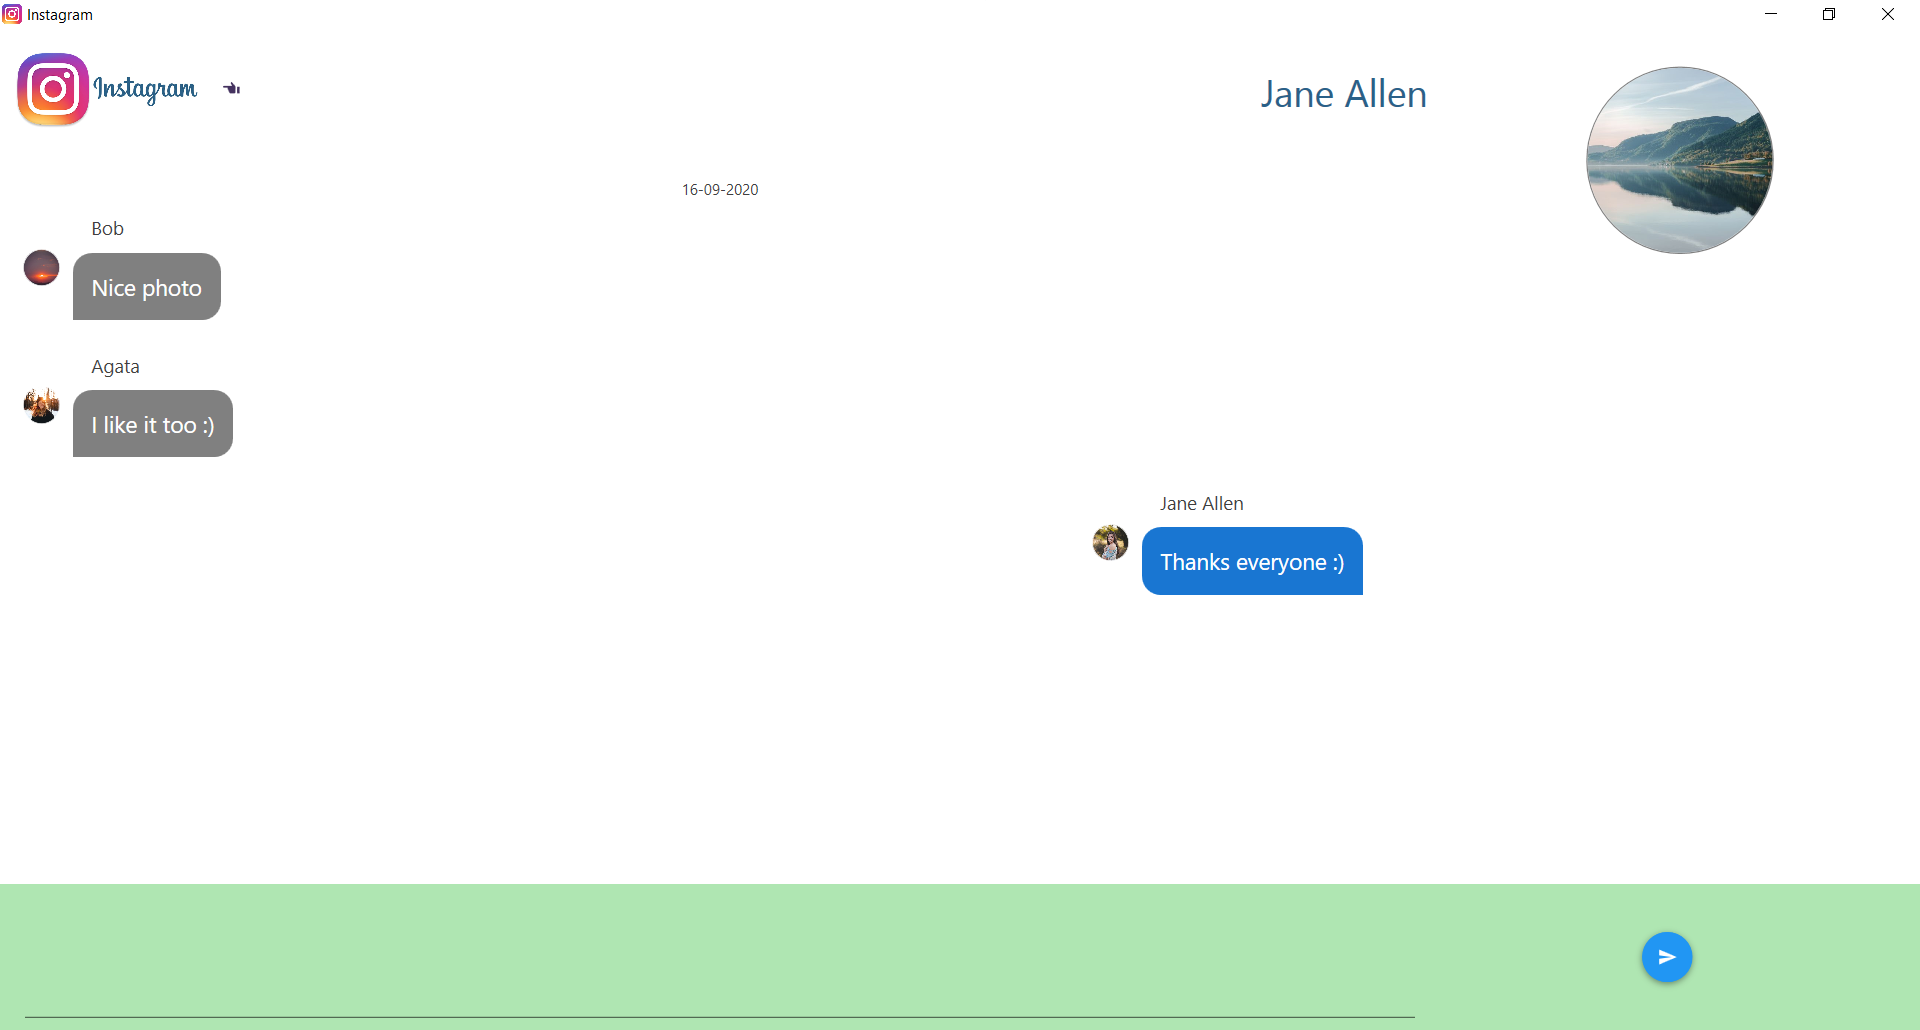 Instagram
Instagram
Jane Allen
16-09-2020
Bob
Nice photo
Agata
I like it too :)
Jane Allen
Thanks everyone :)